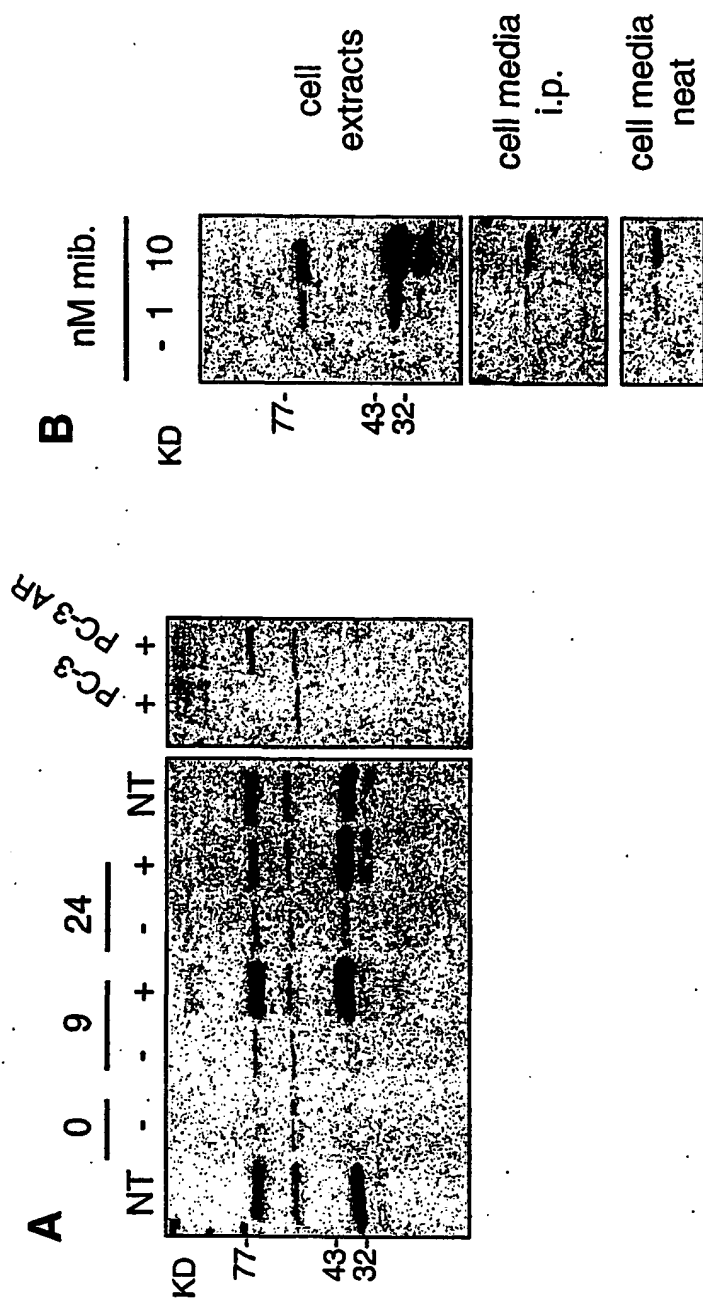 A
0 9 24
NT - - + - + NT
PC-3 PC-3 AR
+ +
KD
77-
43-
32-
B
nM mib.
- 1 10
KD
77-
43-
32-
cell
extracts
cell media
i.p.
cell media
neat